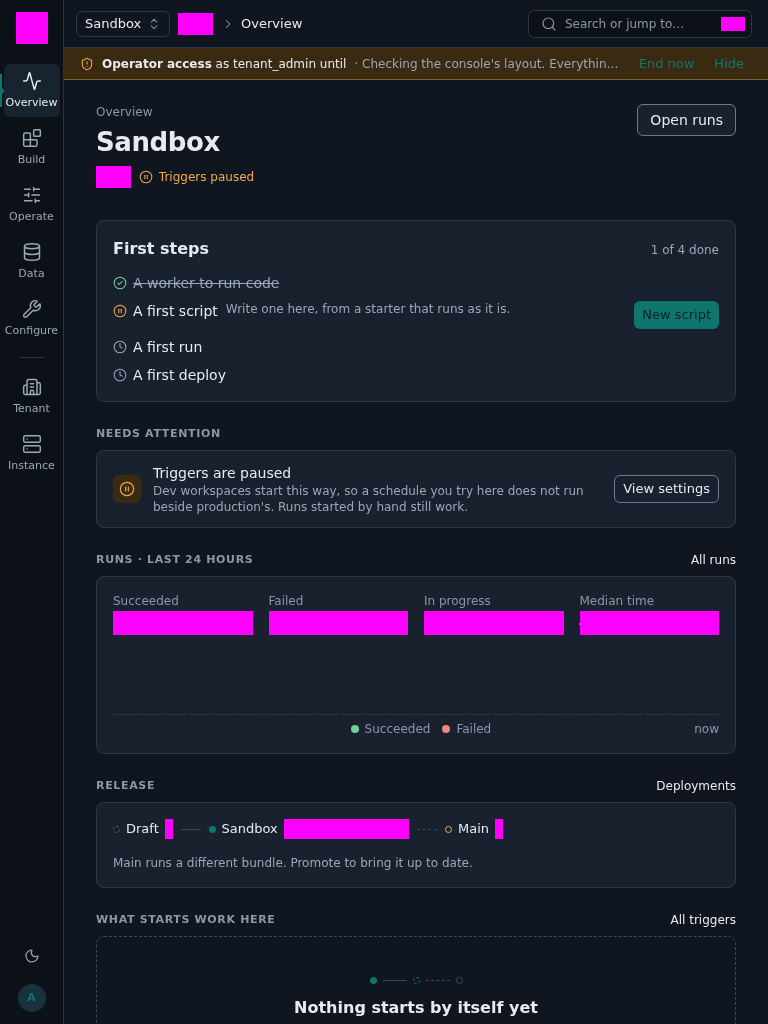 Sandbox
Overview
Search or jump to…
Operator access as tenant_admin until · Checking the console's layout. Everythin…
End now
Hide
Overview
Build
Operate
Data
Configure
Tenant
Instance
A
Overview
Sandbox
Open runs
Triggers paused
First steps
1 of 4 done
A worker to run code
A first script
Write one here, from a starter that runs as it is.
New script
A first run
A first deploy
NEEDS ATTENTION
Triggers are paused
Dev workspaces start this way, so a schedule you try here does not run
beside production's. Runs started by hand still work.
View settings
RUNS · LAST 24 HOURS
All runs
Succeeded
Failed
In progress
Median time
Succeeded
Failed
now
RELEASE
Deployments
Draft
Sandbox
Main
Main runs a different bundle. Promote to bring it up to date.
WHAT STARTS WORK HERE
All triggers
Nothing starts by itself yet